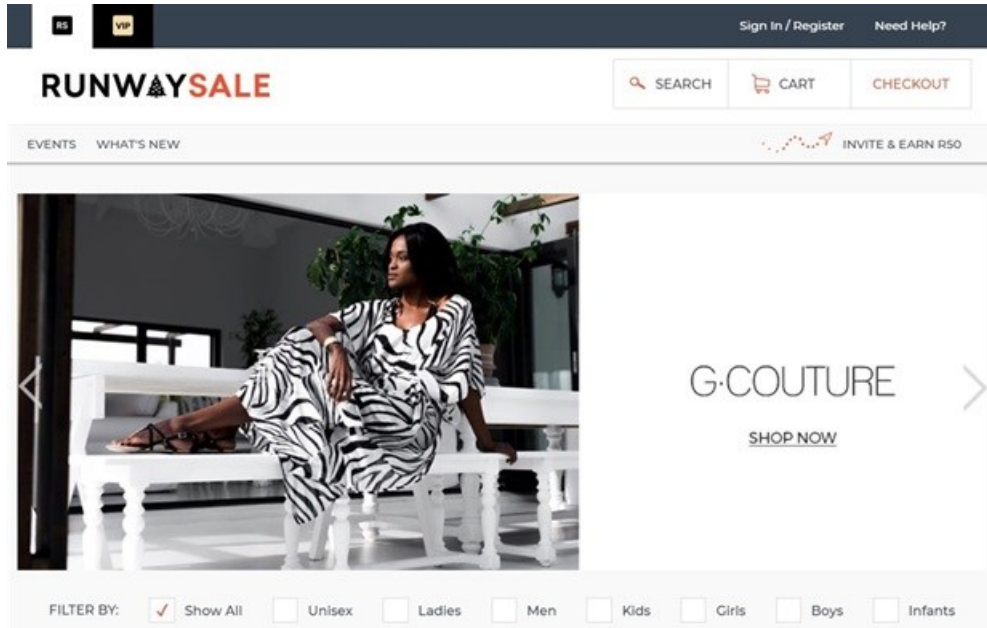 RS VIP Sign In / Register Need Help?
RUNWAYSALE SEARCH CART CHECKOUT
EVENTS WHAT'S NEW INVITE & EARN R50
G·COUTURE
SHOP NOW
FILTER BY: Show All Unisex Ladies Men Kids Girls Boys Infants